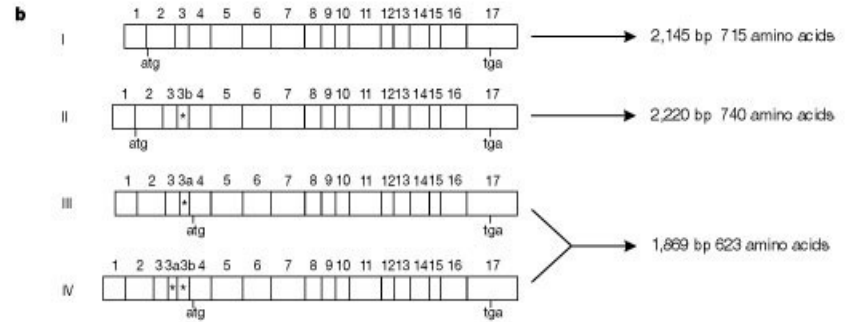 b
1 2 3 4 5 6 7 8 9 10 11 12 13 14 15 16 17
I
2,145 bp 715 amino acids
atg tga
1 2 3 3b 4 5 6 7 8 9 10 11 12 13 14 15 16 17
II
*
2,220 bp 740 amino acids
atg tga
1 2 3 3a 4 5 6 7 8 9 10 11 12 13 14 15 16 17
III
*
atg tga
1,869 bp 623 amino acids
1 2 3 3a 3b 4 5 6 7 8 9 10 11 12 13 14 15 16 17
IV
* *
atg tga